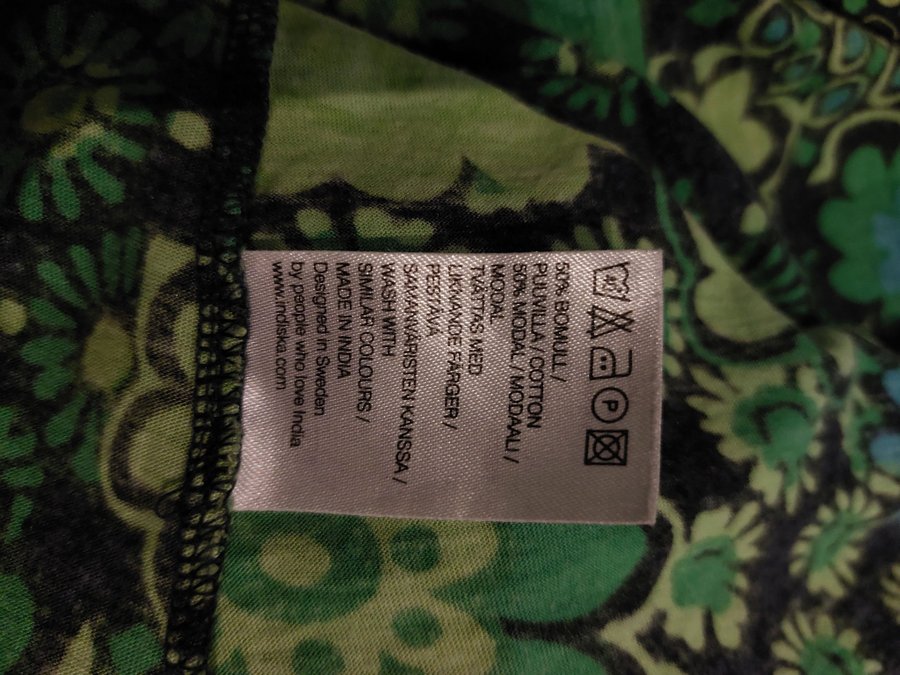 50% BOMULL /
PUUVILLA / COTTON
50% MODAL / MODAALI /
MODAL
TVÄTTAS MED
LIKNANDE FÄRGER /
PESTÄVÄ
SAMANVÄRISTEN KANSSA /
WASH WITH
SIMILAR COLOURS /
MADE IN INDIA
Designed in Sweden
by people who love India
www.indiska.com